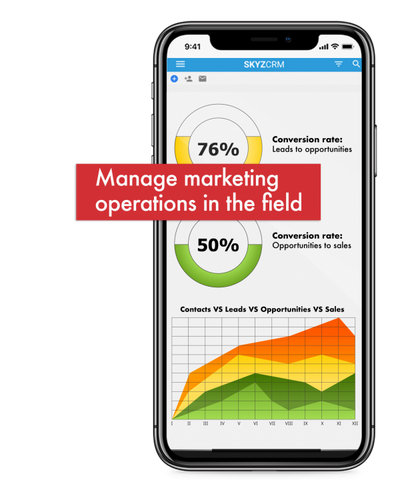 9:41
SKYZCRM
76%
Conversion rate:
Leads to opportunities
Manage marketing
operations in the field
50%
Conversion rate:
Opportunities to sales
Contacts VS Leads VS Opportunities VS Sales
I II III IV V VI VII VIII IX X XI XII